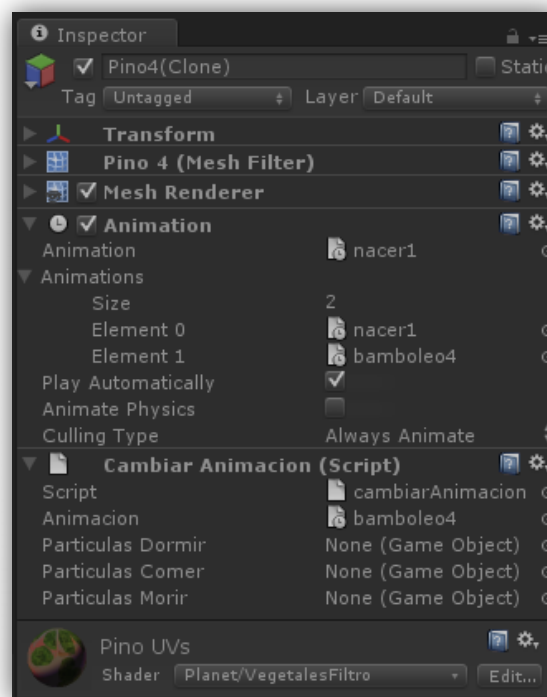 Inspector
Pino4(Clone) Static
Tag Untagged Layer Default
Transform
Pino 4 (Mesh Filter)
Mesh Renderer
Animation
Animation nacer1
Animations
Size 2
Element 0 nacer1
Element 1 bamboleo4
Play Automatically
Animate Physics
Culling Type Always Animate
Cambiar Animacion (Script)
Script cambiarAnimacion
Animacion bamboleo4
Particulas Dormir None (Game Object)
Particulas Comer None (Game Object)
Particulas Morir None (Game Object)
Pino UVs
Shader Planet/VegetalesFiltro Edit...